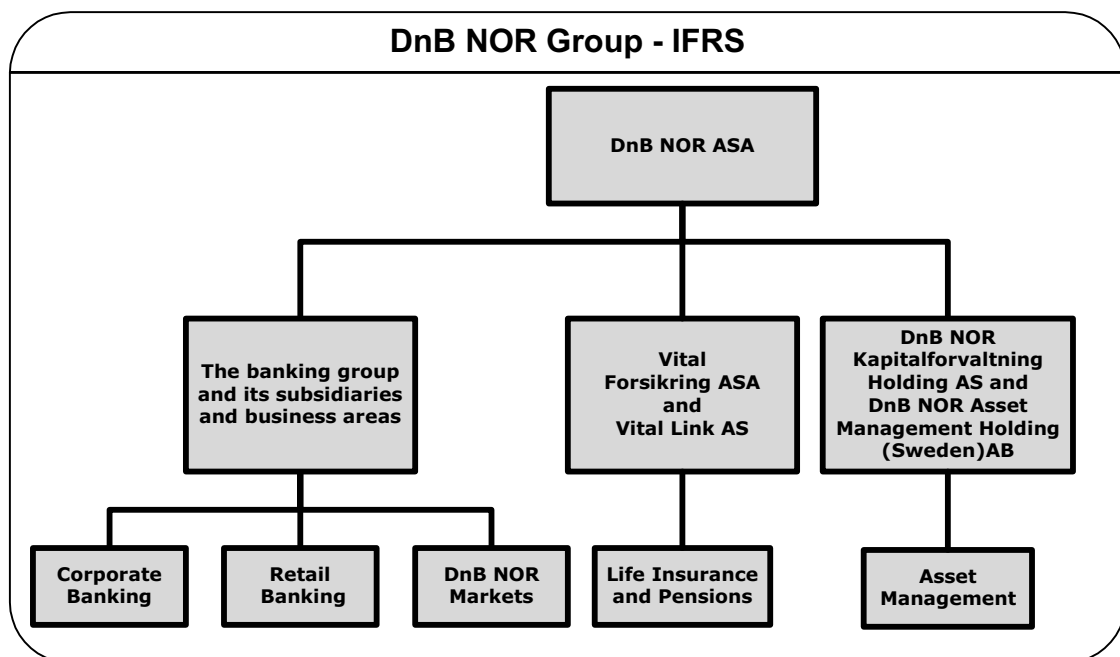 DnB NOR Group - IFRS
DnB NOR ASA
The banking group
and its subsidiaries
and business areas
Vital
Forsikring ASA
and
Vital Link AS
DnB NOR
Kapitalforvaltning
Holding AS and
DnB NOR Asset
Management Holding
(Sweden)AB
Corporate
Banking
Retail
Banking
DnB NOR
Markets
Life Insurance
and Pensions
Asset
Management